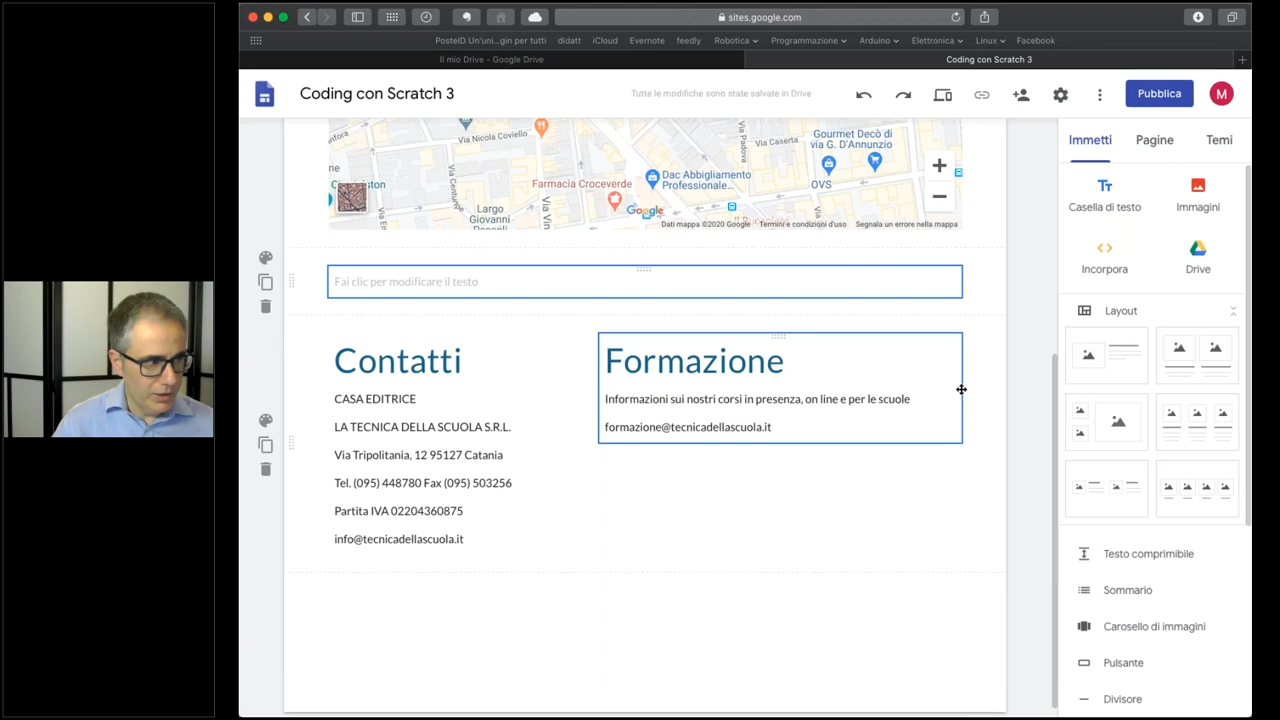 sites.google.com
PosteID Un'uni...gin per tutti didatt iCloud Evernote feedly Robotica Programmazione Arduino Elettronica Linux Facebook
Il mio Drive - Google Drive
Coding con Scratch 3
Coding con Scratch 3
Tutte le modifiche sono state salvate in Drive
Pubblica
M
Immetti Pagine Temi
Via Nicola Coviello
Via Caserta
Via Padova
Gourmet Decò di
via G. D'Annunzio
Dac Abbigliamento
Professionale...
OVS
Farmacia Croceverde
Largo
Giovanni
Google
Dati mappa ©2020 Google Termini e condizioni d'uso Segnala un errore nella mappa
Casella di testo
Immagini
Incorpora
Drive
Layout
Fai clic per modificare il testo
Contatti
CASA EDITRICE
LA TECNICA DELLA SCUOLA S.R.L.
Via Tripolitania, 12 95127 Catania
Tel. (095) 448780 Fax (095) 503256
Partita IVA 02204360875
info@tecnicadellascuola.it
Formazione
Informazioni sui nostri corsi in presenza, on line e per le scuole
formazione@tecnicadellascuola.it
Testo comprimibile
Sommario
Carosello di immagini
Pulsante
Divisore